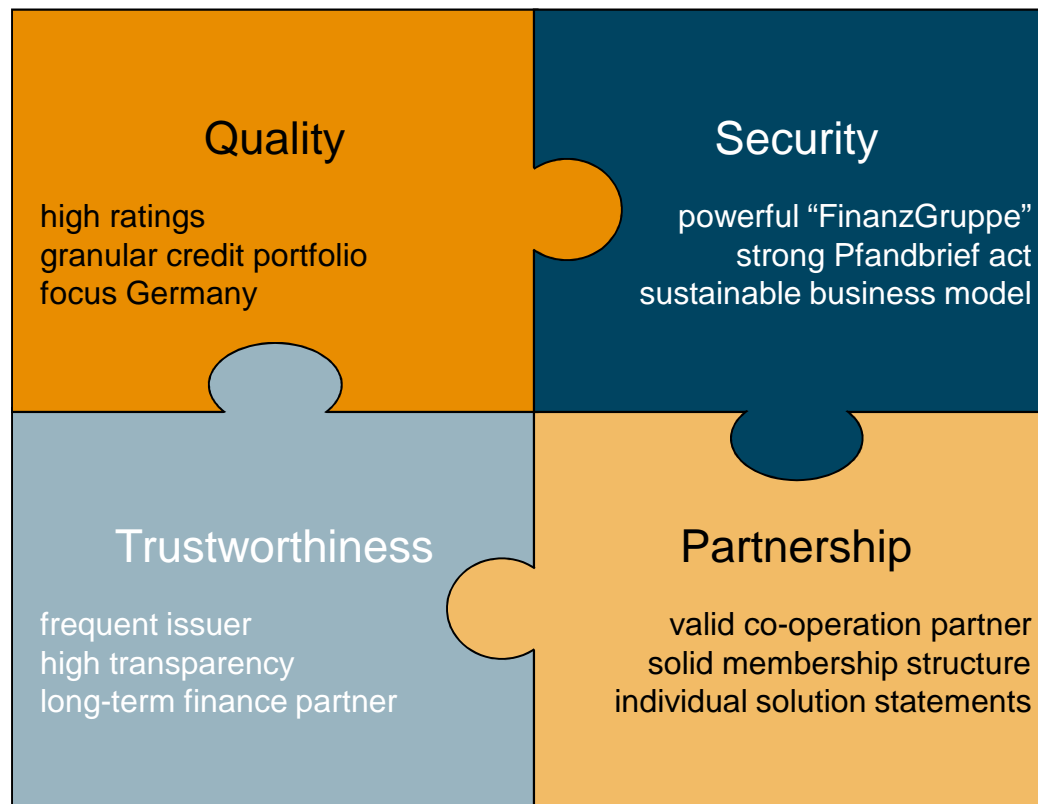 Quality
high ratings
granular credit portfolio
focus Germany
Security
powerful “FinanzGruppe”
strong Pfandbrief act
sustainable business model
Trustworthiness
frequent issuer
high transparency
long-term finance partner
Partnership
valid co-operation partner
solid membership structure
individual solution statements